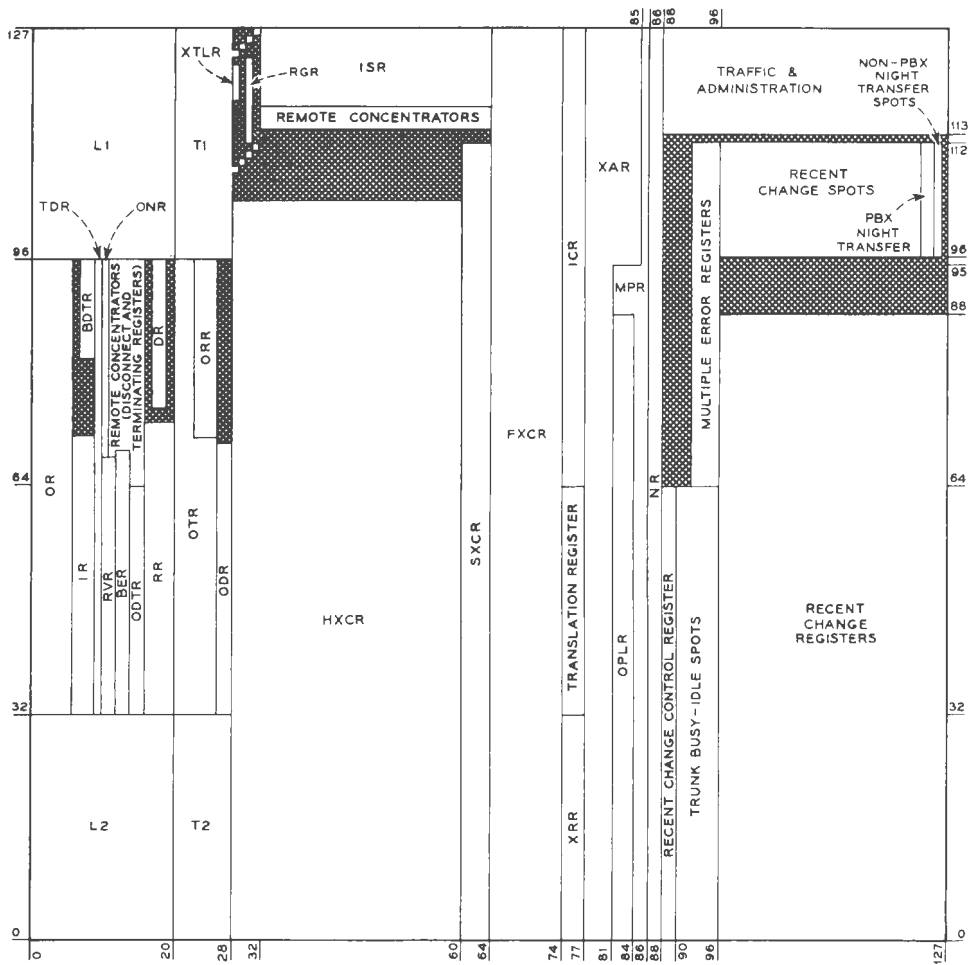 85
86
88
96
127
XTLR
ISR
RGR
TRAFFIC &
ADMINISTRATION
NON-PBX
NIGHT
TRANSFER
SPOTS
REMOTE CONCENTRATORS
113
112
L1
T1
XAR
RECENT
CHANGE SPOTS
PBX
NIGHT
TRANSFER
TDR
ONR
96
96
95
88
BDTR
REMOTE CONCENTRATORS
(DISCONNECT AND
TERMINATING REGISTERS)
DR
ORR
ICR
MPR
MULTIPLE ERROR REGISTERS
FXCR
64
OR
NR
64
OTR
SXCR
IR
RVR
BER
ODTR
RR
ODR
HXCR
TRANSLATION REGISTER
OPLR
RECENT CHANGE CONTROL REGISTER
TRUNK BUSY-IDLE SPOTS
RECENT
CHANGE
REGISTERS
32
32
L2
T2
XRR
0
0
0
20
28
32
60
64
74
77
81
84
86
88
90
96
127